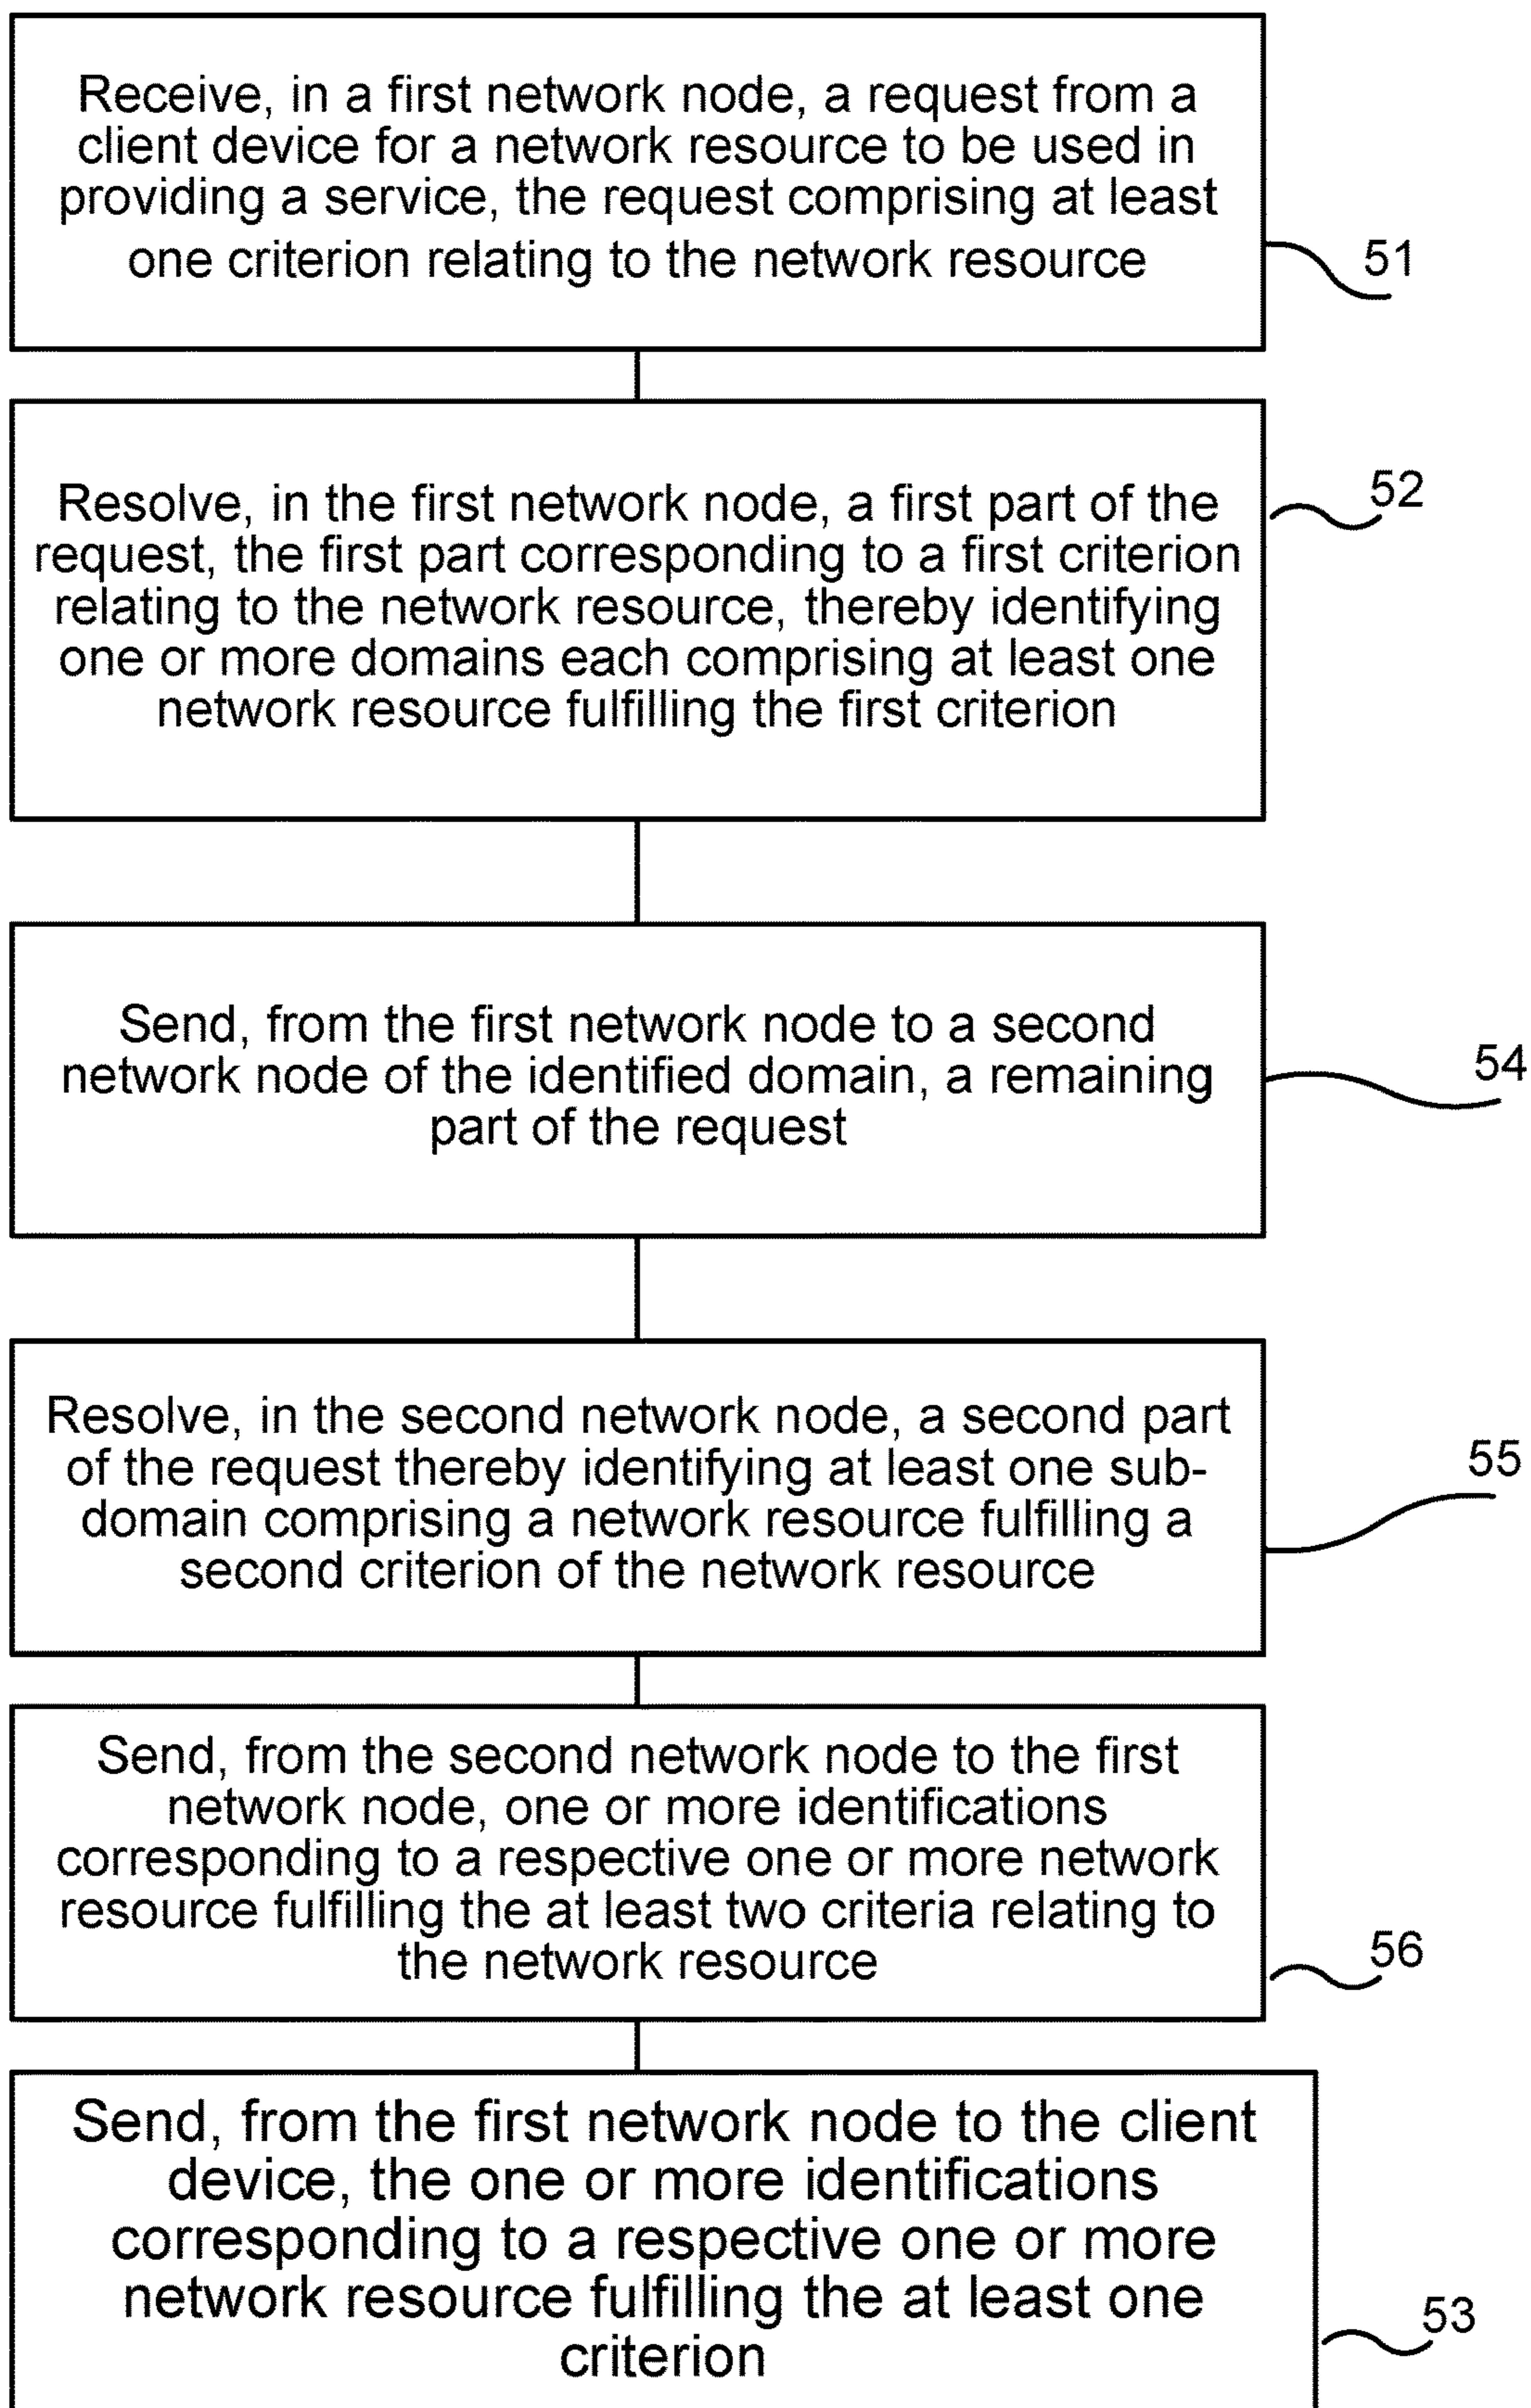 Receive, in a first network node, a request from a
client device for a network resource to be used in
providing a service, the request comprising at least
one criterion relating to the network resource
51
Resolve, in the first network node, a first part of the
request, the first part corresponding to a first criterion
relating to the network resource, thereby identifying
one or more domains each comprising at least one
network resource fulfilling the first criterion
52
Send, from the first network node to a second
network node of the identified domain, a remaining
part of the request
54
Resolve, in the second network node, a second part
of the request thereby identifying at least one sub-
domain comprising a network resource fulfilling a
second criterion of the network resource
55
Send, from the second network node to the first
network node, one or more identifications
corresponding to a respective one or more network
resource fulfilling the at least two criteria relating to
the network resource
56
Send, from the first network node to the client
device, the one or more identifications
corresponding to a respective one or more
network resource fulfilling the at least one
criterion
53